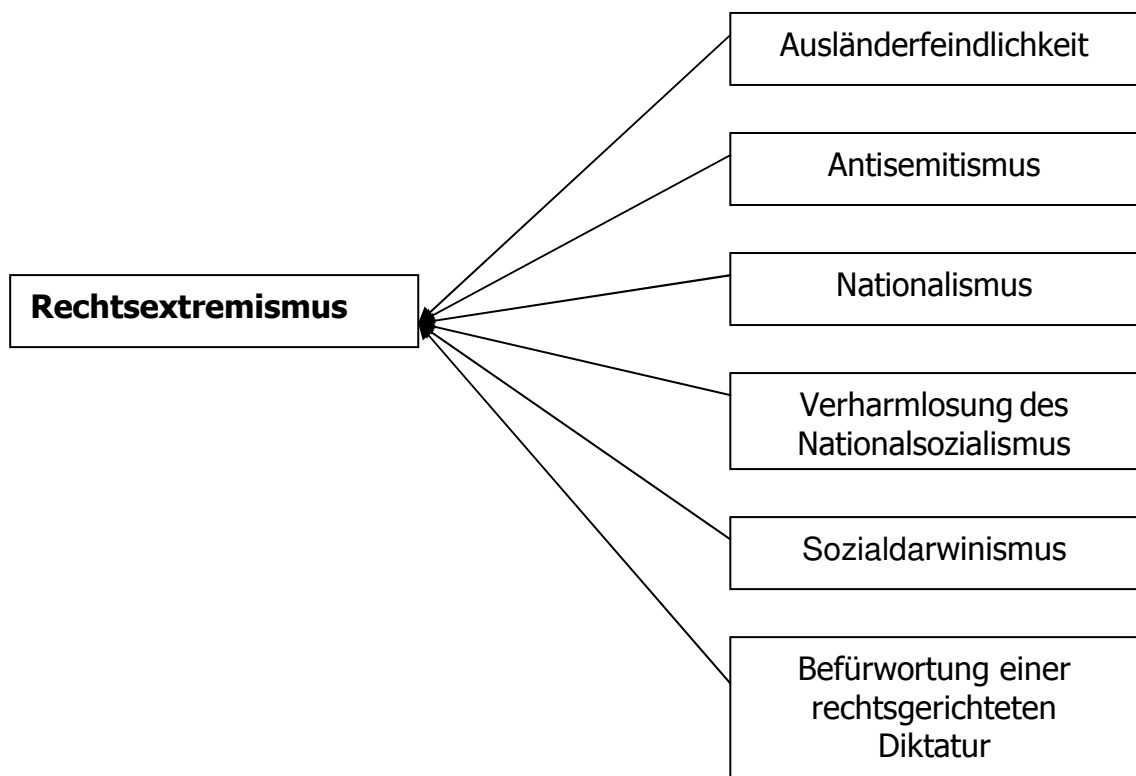 Ausländerfeindlichkeit
Antisemitismus
Nationalismus
Rechtsextremismus
Verharmlosung des
Nationalsozialismus
Sozialdarwinismus
Befürwortung einer
rechtsgerichteten
Diktatur